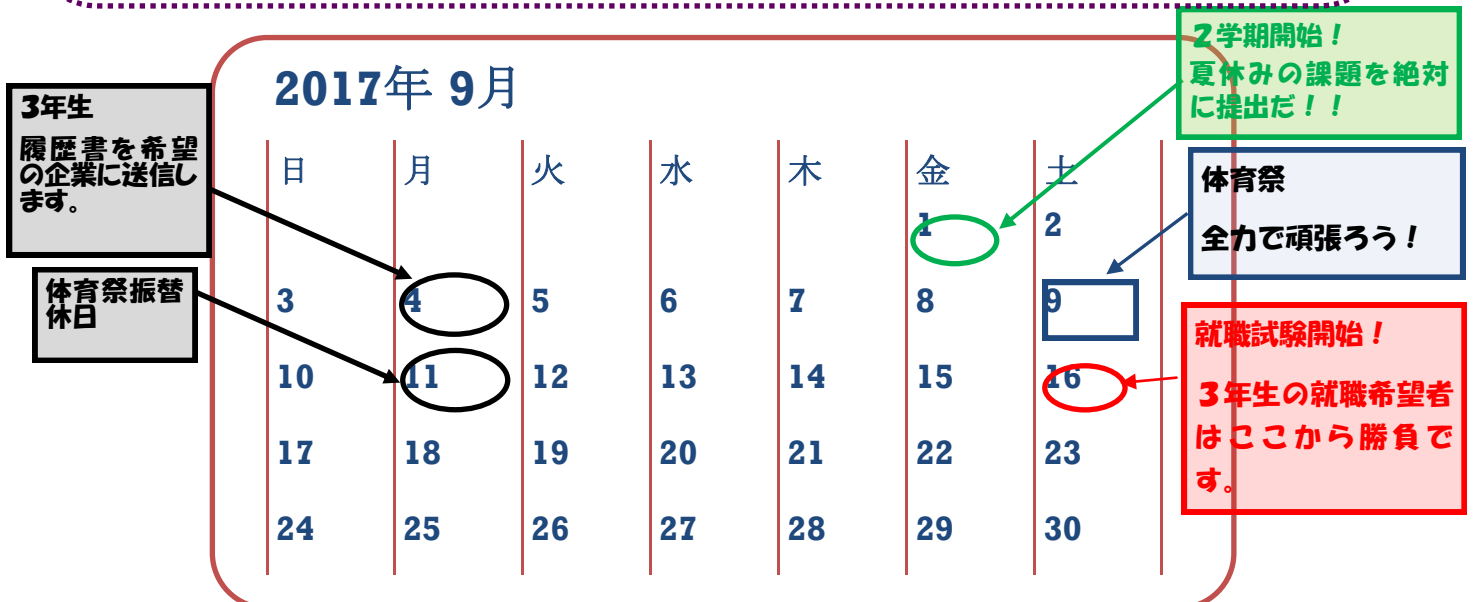 2学期開始！
夏休みの課題を絶対
に提出だ！！
2017年 9月
3年生
履歴書を希望
の企業に送信し
ます。
日 月 火 水 木 金 土
体育祭
全力で頑張ろう！
1 2
体育祭振替
休日
3 4 5 6 7 8 9
就職試験開始！
3年生の就職希望者
はここから勝負で
す。
10 11 12 13 14 15 16
17 18 19 20 21 22 23
24 25 26 27 28 29 30